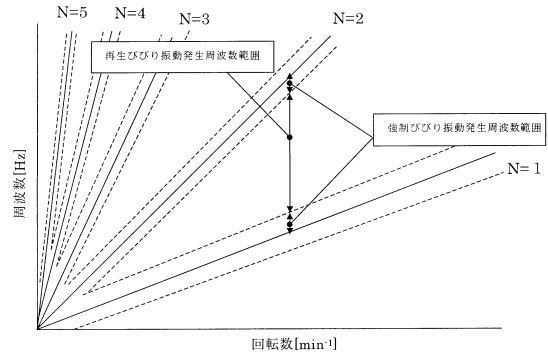 N=5
N=4
N=3
N=2
再生びびり振動発生周波数範囲
強制びびり振動発生周波数範囲
N=1
周波数[Hz]
回転数[min-1]